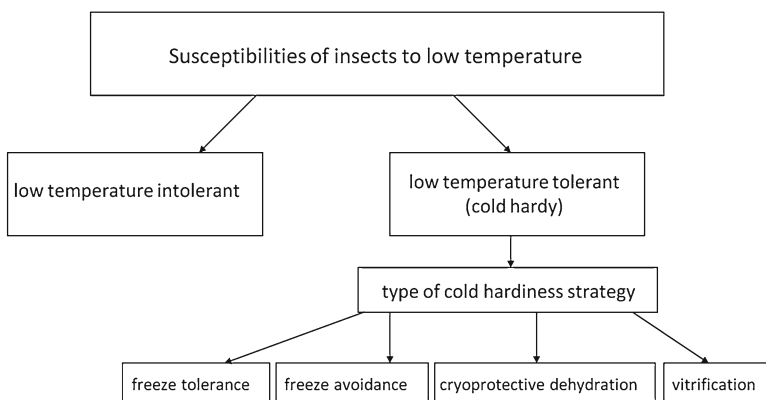 Susceptibilities of insects to low temperature
low temperature intolerant
low temperature tolerant
(cold hardy)
type of cold hardiness strategy
freeze tolerance
freeze avoidance
cryoprotective dehydration
vitrification